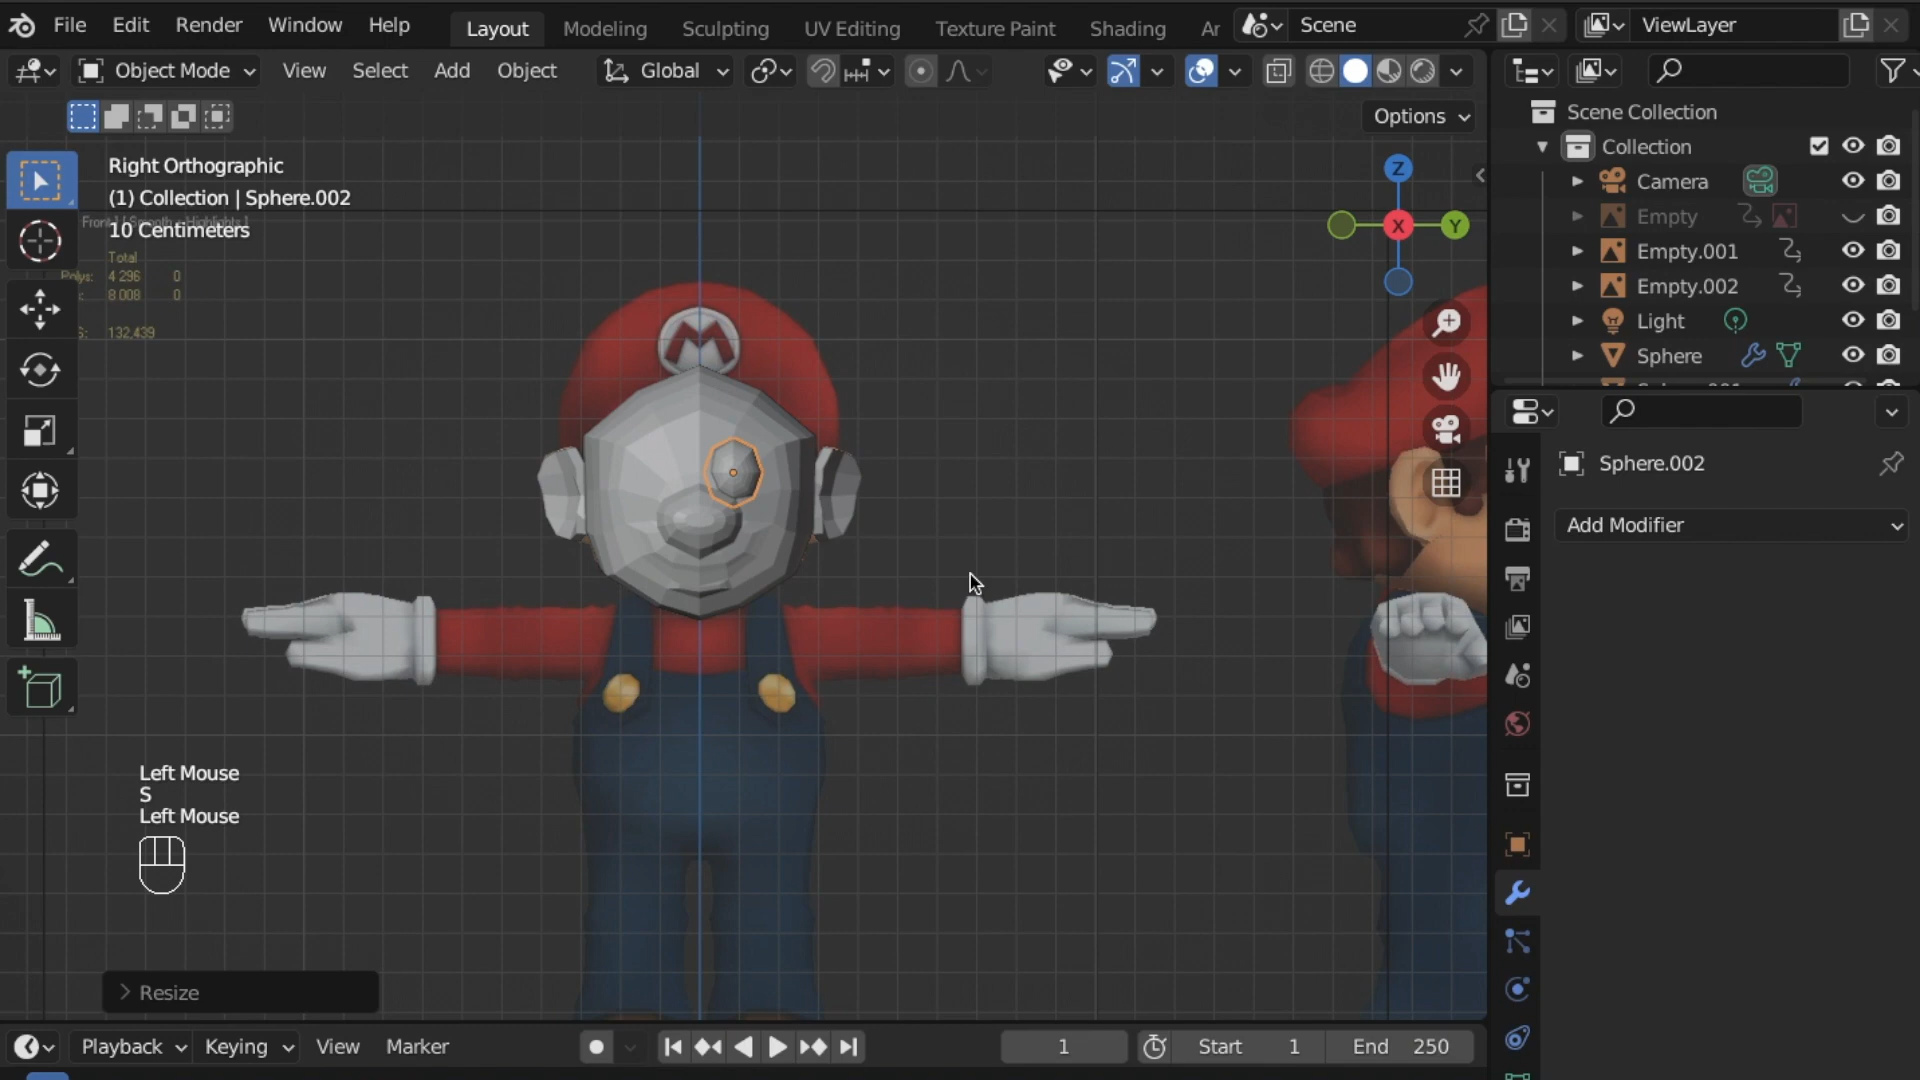 File Edit Render Window Help Layout Modeling Sculpting UV Editing Texture Paint Shading Scene ViewLayer
Object Mode View Select Add Object Global
Options
Right Orthographic
(1) Collection | Sphere.002
10 Centimeters
Total
Polys: 4 296 0
8 008 0
132,439
Z
X
Y
M
Scene Collection
Collection
Camera
Empty
Empty.001
Empty.002
Light
Sphere
Sphere.002
Add Modifier
Left Mouse
S
Left Mouse
Resize
Playback Keying View Marker 1 Start 1 End 250